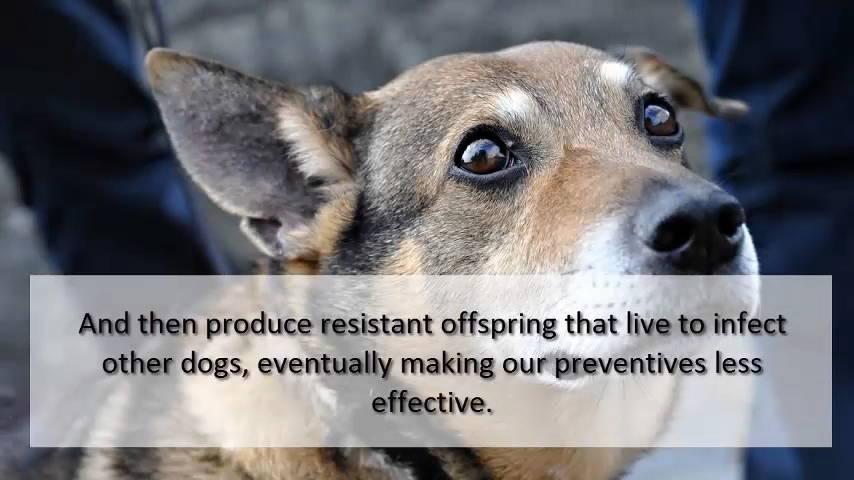 And then produce resistant offspring that live to infect
other dogs, eventually making our preventives less
effective.